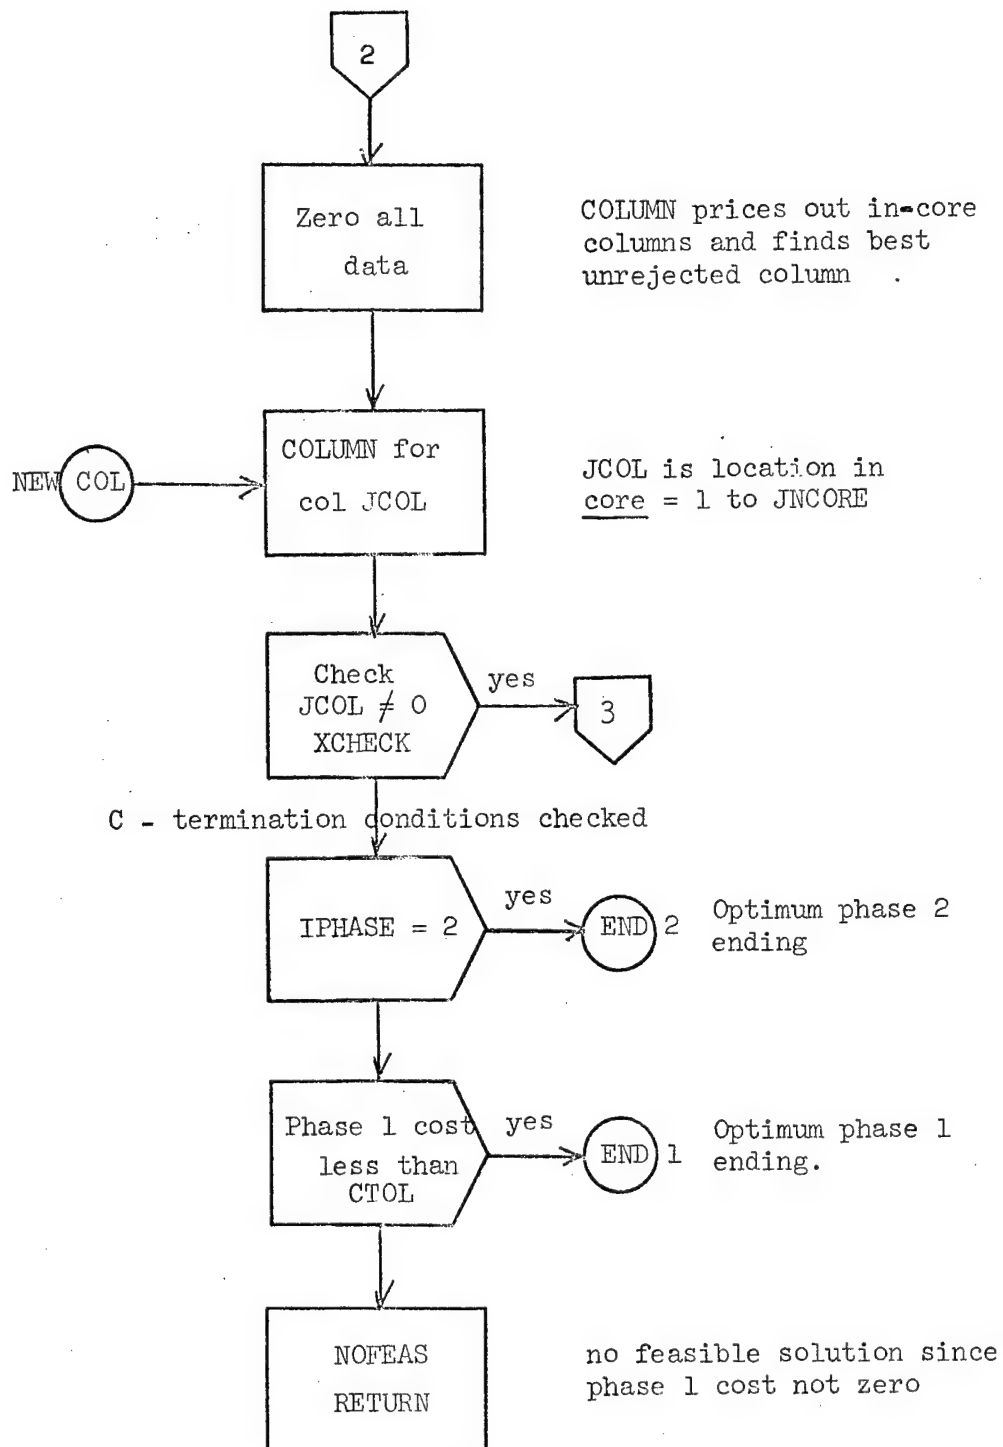 2
Zero all
data
COLUMN prices out in-core
columns and finds best
unrejected column .
NEW COL
COLUMN for
col JCOL
JCOL is location in
core = 1 to JNCORE
Check
JCOL ≠ 0
XCHECK
yes
3
C - termination conditions checked
IPHASE = 2
yes
END 2
Optimum phase 2
ending
Phase 1 cost
less than
CTOL
yes
END 1
Optimum phase 1
ending.
NOFEAS
RETURN
no feasible solution since
phase 1 cost not zero